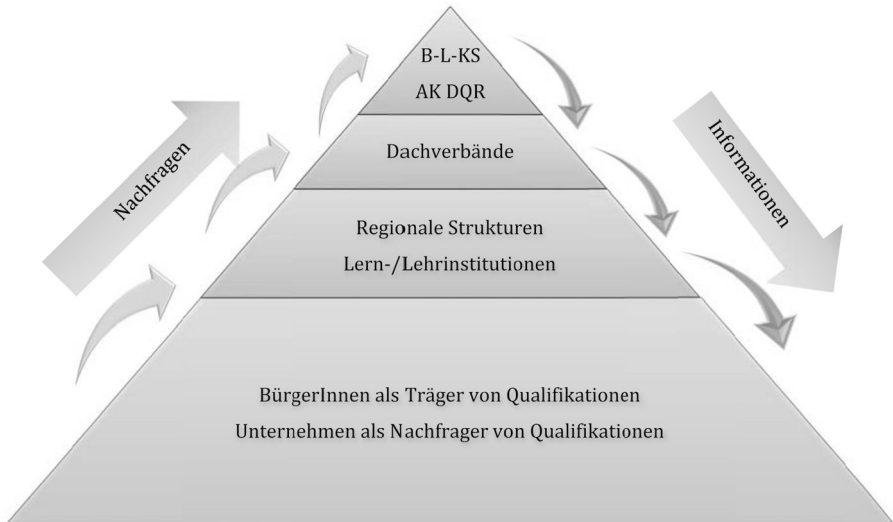 B-L-KS
AK DQR
Dachverbände
Nachfragen
Informationen
Regionale Strukturen
Lern-/Lehrinstitutionen
BürgerInnen als Träger von Qualifikationen
Unternehmen als Nachfrager von Qualifikationen